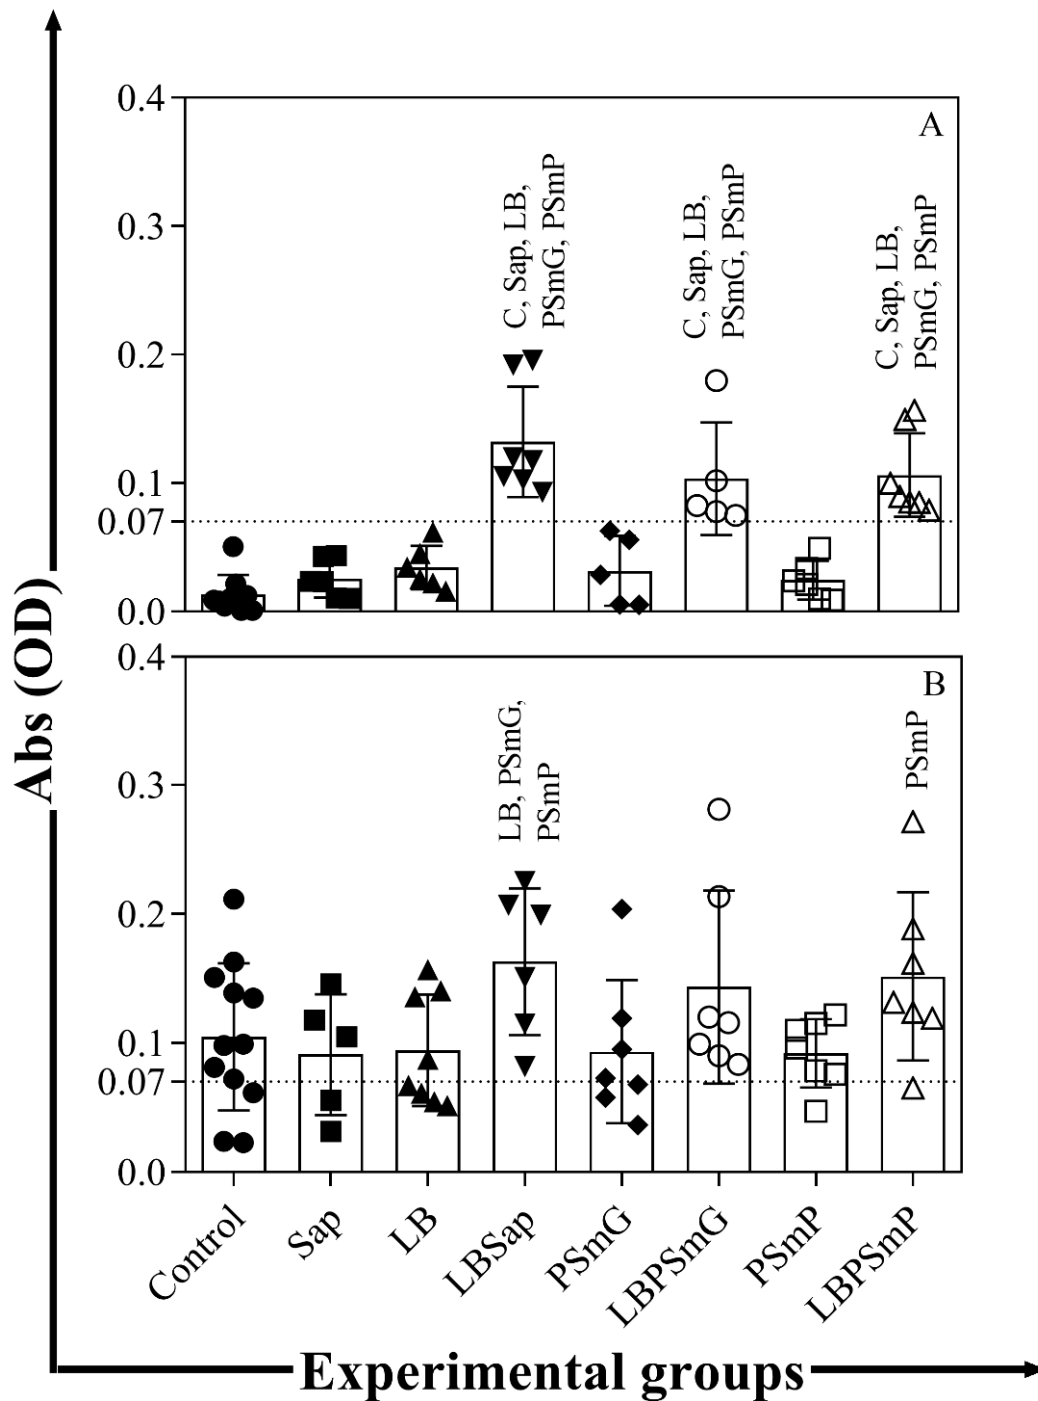 Abs (OD)
A
0.4
0.3
0.2
0.1
0.07
0.0
C, Sap, LB,
PSmG, PSmP
C, Sap, LB,
PSmG, PSmP
C, Sap, LB,
PSmG, PSmP
B
0.4
0.3
0.2
0.1
0.07
0.0
LB, PSmG,
PSmP
PSmP
Control
Sap
LB
LBSap
PSmG
LBPSmG
PSmP
LBPSmP
Experimental groups